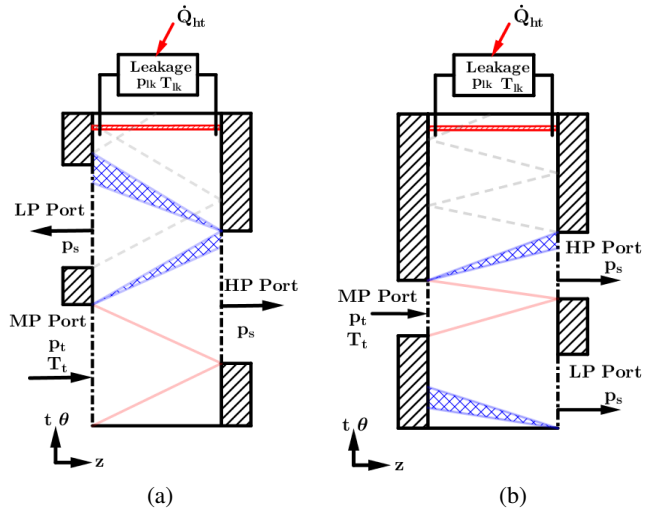 Q̇ht
Leakage
plk Tlk
LP Port
ps
HP Port
MP Port
pt
ps
Tt
t θ
z
(a)
Q̇ht
Leakage
plk Tlk
HP Port
ps
MP Port
pt
Tt
LP Port
ps
t θ
z
(b)